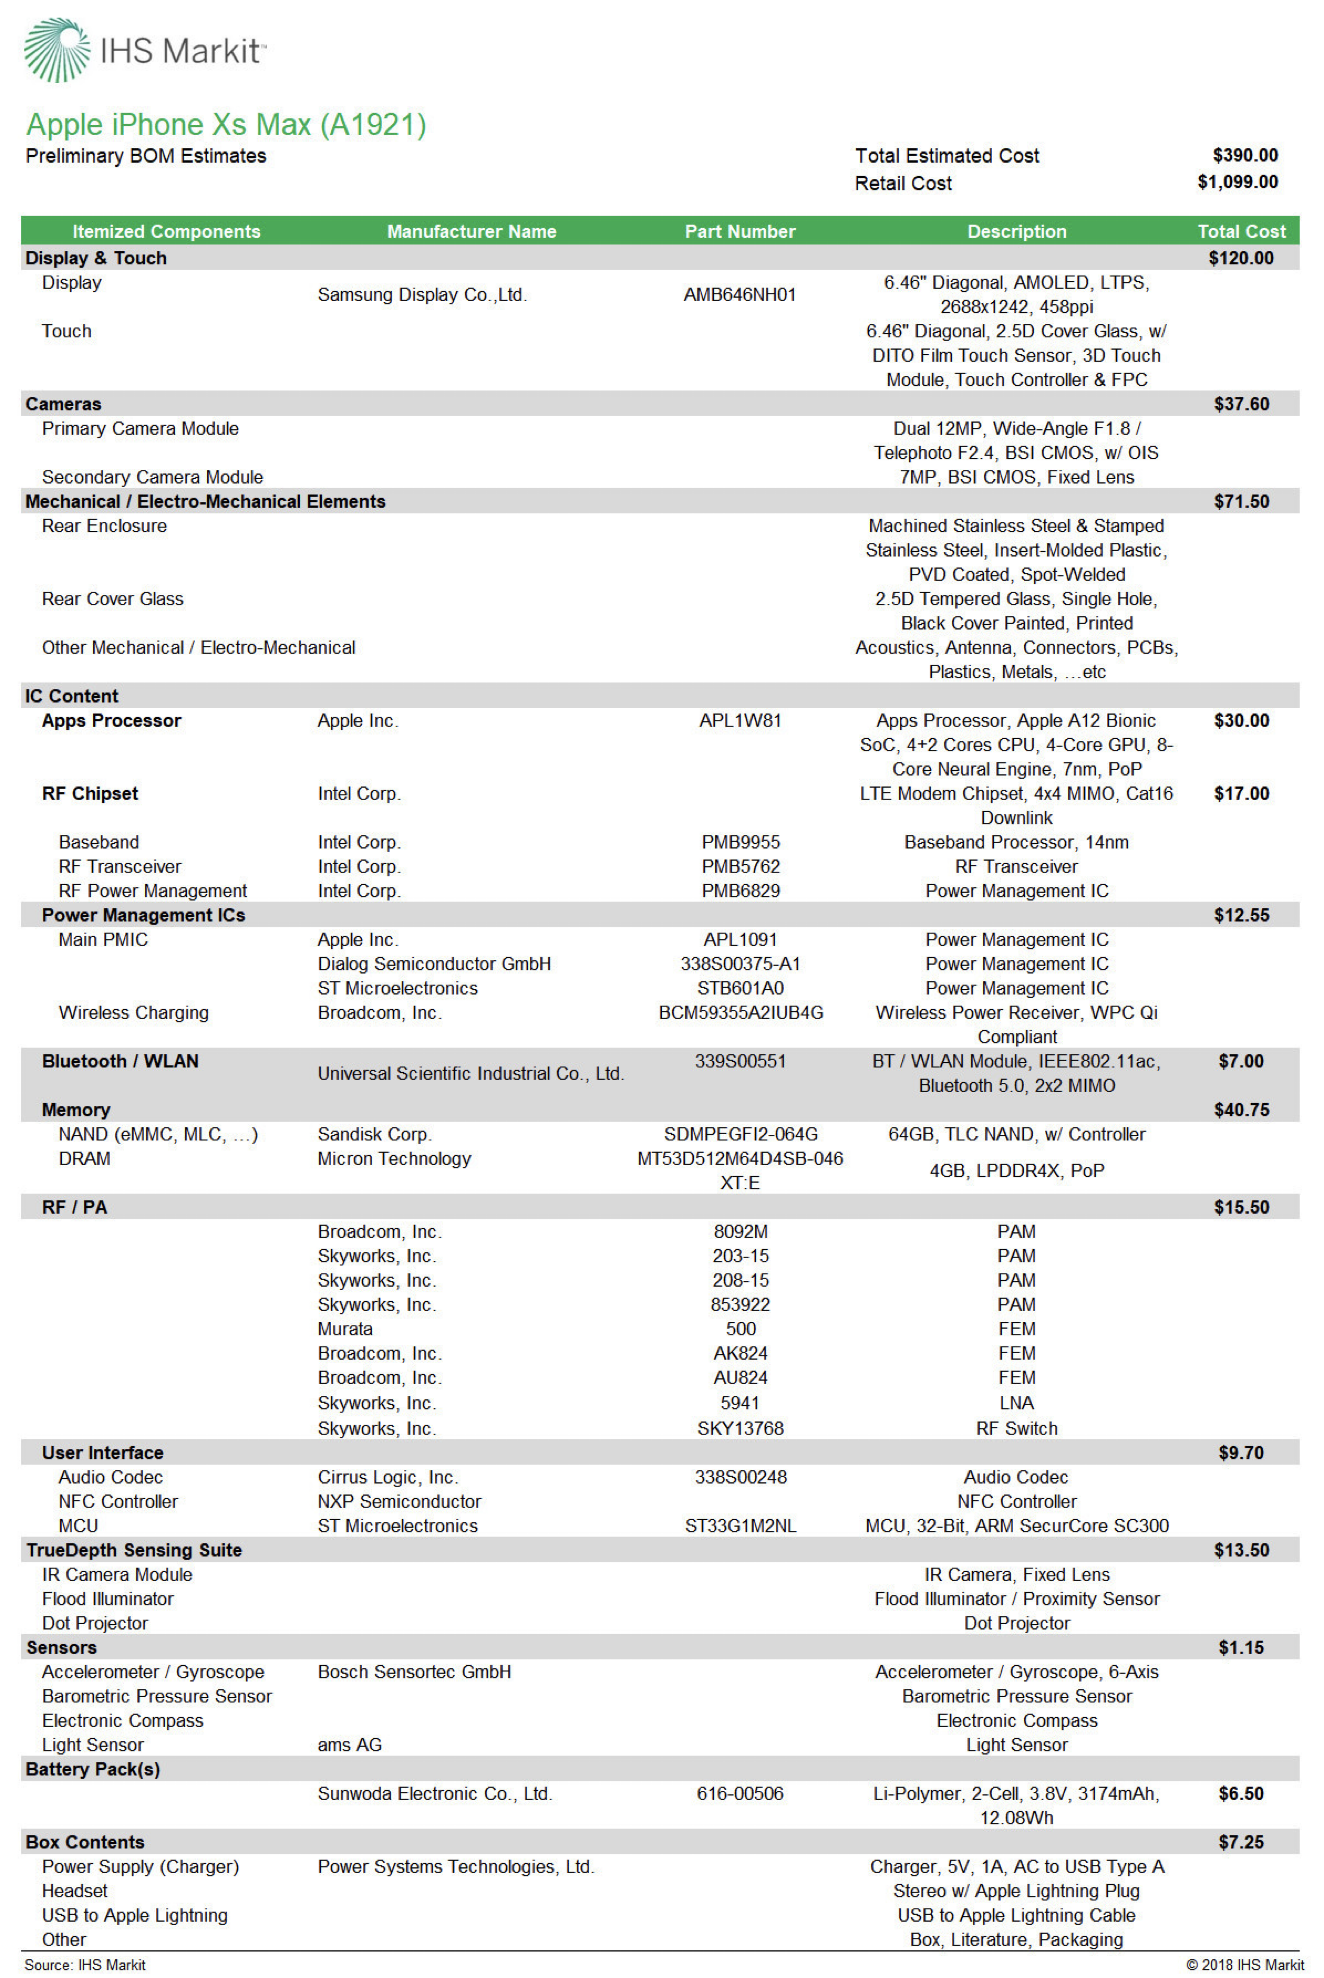 IHS Markit™
Apple iPhone Xs Max (A1921)
Preliminary BOM Estimates
Total Estimated Cost $390.00
Retail Cost $1,099.00
Itemized Components Manufacturer Name Part Number Description Total Cost
Display & Touch $120.00
Display Samsung Display Co.,Ltd. AMB646NH01 6.46" Diagonal, AMOLED, LTPS,
2688x1242, 458ppi
Touch 6.46" Diagonal, 2.5D Cover Glass, w/
DITO Film Touch Sensor, 3D Touch
Module, Touch Controller & FPC
Cameras $37.60
Primary Camera Module Dual 12MP, Wide-Angle F1.8 /
Telephoto F2.4, BSI CMOS, w/ OIS
Secondary Camera Module 7MP, BSI CMOS, Fixed Lens
Mechanical / Electro-Mechanical Elements $71.50
Rear Enclosure Machined Stainless Steel & Stamped
Stainless Steel, Insert-Molded Plastic,
PVD Coated, Spot-Welded
Rear Cover Glass 2.5D Tempered Glass, Single Hole,
Black Cover Painted, Printed
Other Mechanical / Electro-Mechanical Acoustics, Antenna, Connectors, PCBs,
Plastics, Metals, …etc
IC Content
Apps Processor Apple Inc. APL1W81 Apps Processor, Apple A12 Bionic $30.00
SoC, 4+2 Cores CPU, 4-Core GPU, 8-
Core Neural Engine, 7nm, PoP
RF Chipset Intel Corp. LTE Modem Chipset, 4x4 MIMO, Cat16 $17.00
Downlink
Baseband Intel Corp. PMB9955 Baseband Processor, 14nm
RF Transceiver Intel Corp. PMB5762 RF Transceiver
RF Power Management Intel Corp. PMB6829 Power Management IC
Power Management ICs $12.55
Main PMIC Apple Inc. APL1091 Power Management IC
Dialog Semiconductor GmbH 338S00375-A1 Power Management IC
ST Microelectronics STB601A0 Power Management IC
Wireless Charging Broadcom, Inc. BCM59355A2IUB4G Wireless Power Receiver, WPC Qi
Compliant
Bluetooth / WLAN Universal Scientific Industrial Co., Ltd. 339S00551 BT / WLAN Module, IEEE802.11ac, $7.00
Bluetooth 5.0, 2x2 MIMO
Memory $40.75
NAND (eMMC, MLC, …) Sandisk Corp. SDMPEGFI2-064G 64GB, TLC NAND, w/ Controller
DRAM Micron Technology MT53D512M64D4SB-046 4GB, LPDDR4X, PoP
XT:E
RF / PA $15.50
Broadcom, Inc. 8092M PAM
Skyworks, Inc. 203-15 PAM
Skyworks, Inc. 208-15 PAM
Skyworks, Inc. 853922 PAM
Murata 500 FEM
Broadcom, Inc. AK824 FEM
Broadcom, Inc. AU824 FEM
Skyworks, Inc. 5941 LNA
Skyworks, Inc. SKY13768 RF Switch
User Interface $9.70
Audio Codec Cirrus Logic, Inc. 338S00248 Audio Codec
NFC Controller NXP Semiconductor NFC Controller
MCU ST Microelectronics ST33G1M2NL MCU, 32-Bit, ARM SecurCore SC300
TrueDepth Sensing Suite $13.50
IR Camera Module IR Camera, Fixed Lens
Flood Illuminator Flood Illuminator / Proximity Sensor
Dot Projector Dot Projector
Sensors $1.15
Accelerometer / Gyroscope Bosch Sensortec GmbH Accelerometer / Gyroscope, 6-Axis
Barometric Pressure Sensor Barometric Pressure Sensor
Electronic Compass Electronic Compass
Light Sensor ams AG Light Sensor
Battery Pack(s)
Sunwoda Electronic Co., Ltd. 616-00506 Li-Polymer, 2-Cell, 3.8V, 3174mAh, $6.50
12.08Wh
Box Contents $7.25
Power Supply (Charger) Power Systems Technologies, Ltd. Charger, 5V, 1A, AC to USB Type A
Headset Stereo w/ Apple Lightning Plug
USB to Apple Lightning USB to Apple Lightning Cable
Other Box, Literature, Packaging
Source: IHS Markit © 2018 IHS Markit